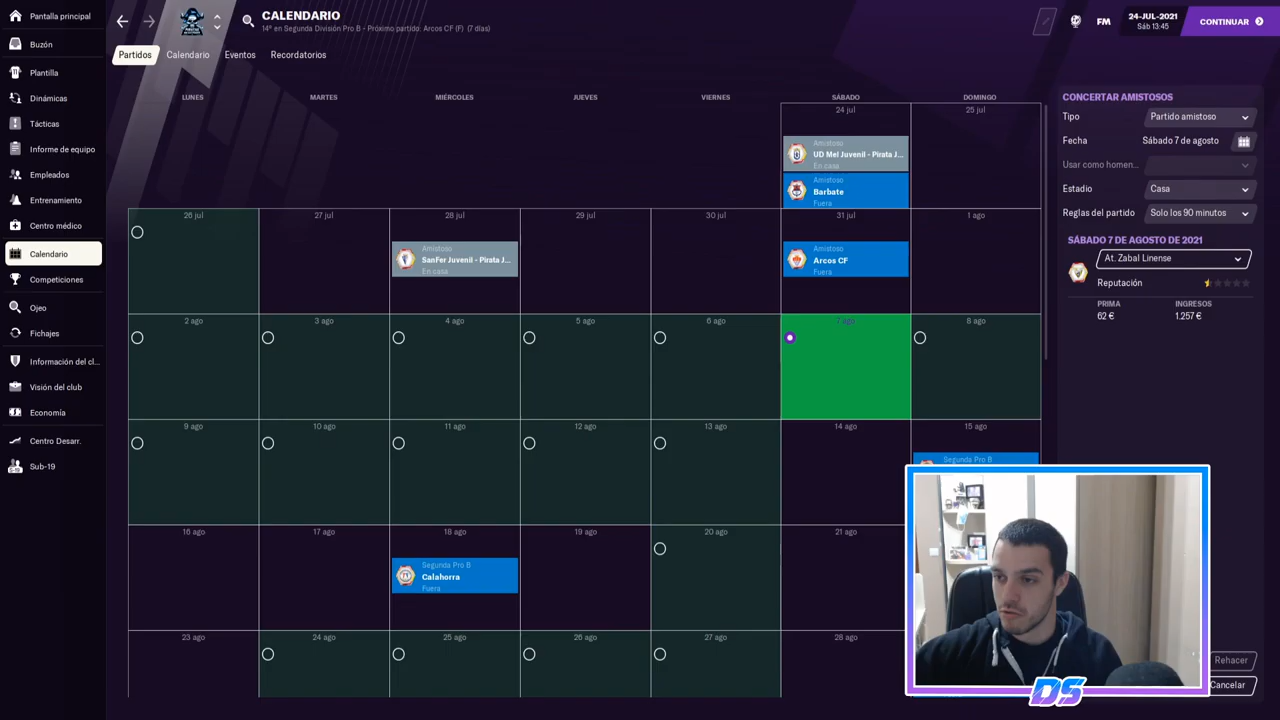 Pantalla principal
Buzón
Plantilla
Dinámicas
Tácticas
Informe de equipo
Empleados
Entrenamiento
Centro médico
Calendario
Competiciones
Ojeo
Fichajes
Información del cl...
Visión del club
Economía
Centro Desarr.
Sub-19
CALENDARIO
14º en Segunda División Pro B - Próximo partido: Arcos CF (F) (7 días)
FM
24-JUL-2021
Sáb 13:45
CONTINUAR
Partidos
Calendario
Eventos
Recordatorios
LUNES
MARTES
MIÉRCOLES
JUEVES
VIERNES
SÁBADO
DOMINGO
24 jul
25 jul
Amistoso
UD Mel Juvenil - Pirata J...
En casa
Amistoso
Barbate
Fuera
26 jul
27 jul
28 jul
29 jul
30 jul
31 jul
1 ago
Amistoso
SanFer Juvenil - Pirata J...
En casa
Amistoso
Arcos CF
Fuera
2 ago
3 ago
4 ago
5 ago
6 ago
7 ago
8 ago
9 ago
10 ago
11 ago
12 ago
13 ago
14 ago
15 ago
Segunda Pro B
16 ago
17 ago
18 ago
19 ago
20 ago
21 ago
Segunda Pro B
Calahorra
Fuera
23 ago
24 ago
25 ago
26 ago
27 ago
28 ago
CONCERTAR AMISTOSOS
Tipo
Partido amistoso
Fecha
Sábado 7 de agosto
Usar como homen...
Estadio
Casa
Reglas del partido
Solo los 90 minutos
SÁBADO 7 DE AGOSTO DE 2021
At. Zabal Linense
Reputación
PRIMA
INGRESOS
62 €
1.257 €
Rehacer
Cancelar
DS